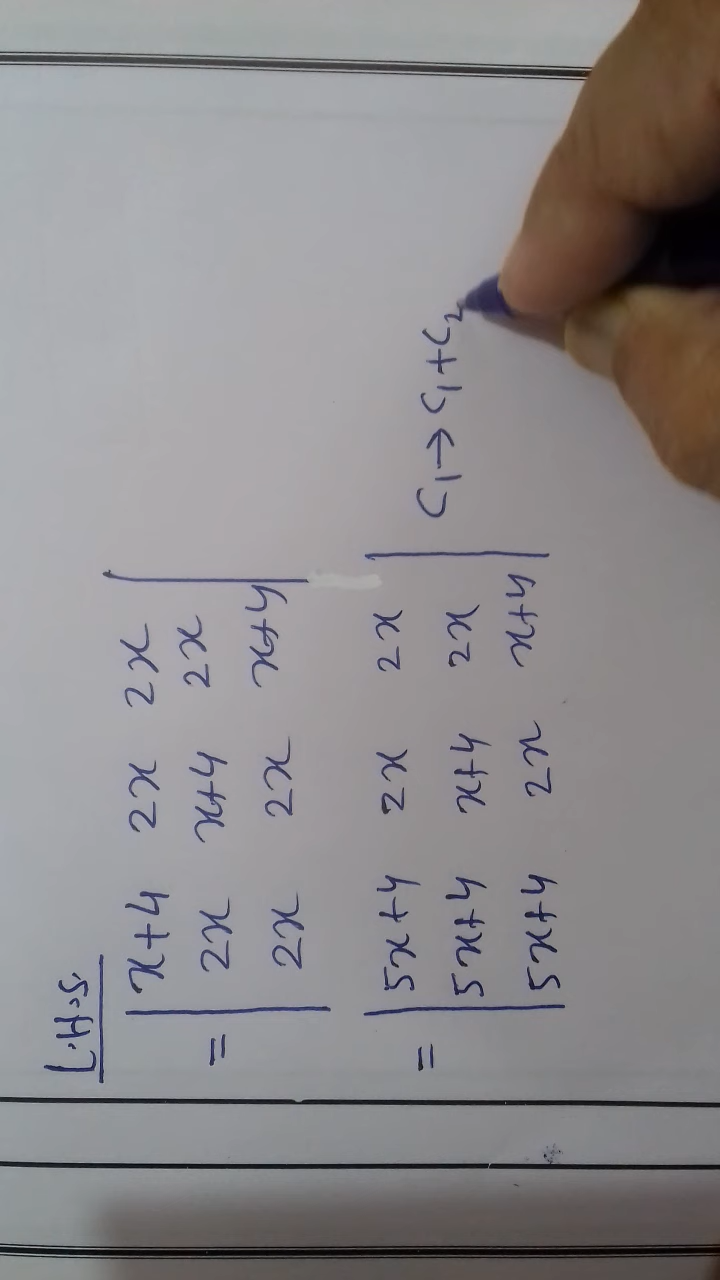 L.H.S.
= | x+4 2x 2x |
| 2x x+4 2x |
| 2x 2x x+4 |
= | 5x+4 2x 2x |
| 5x+4 x+4 2x | C₁→C₁+C₂
| 5x+4 2x x+4 |